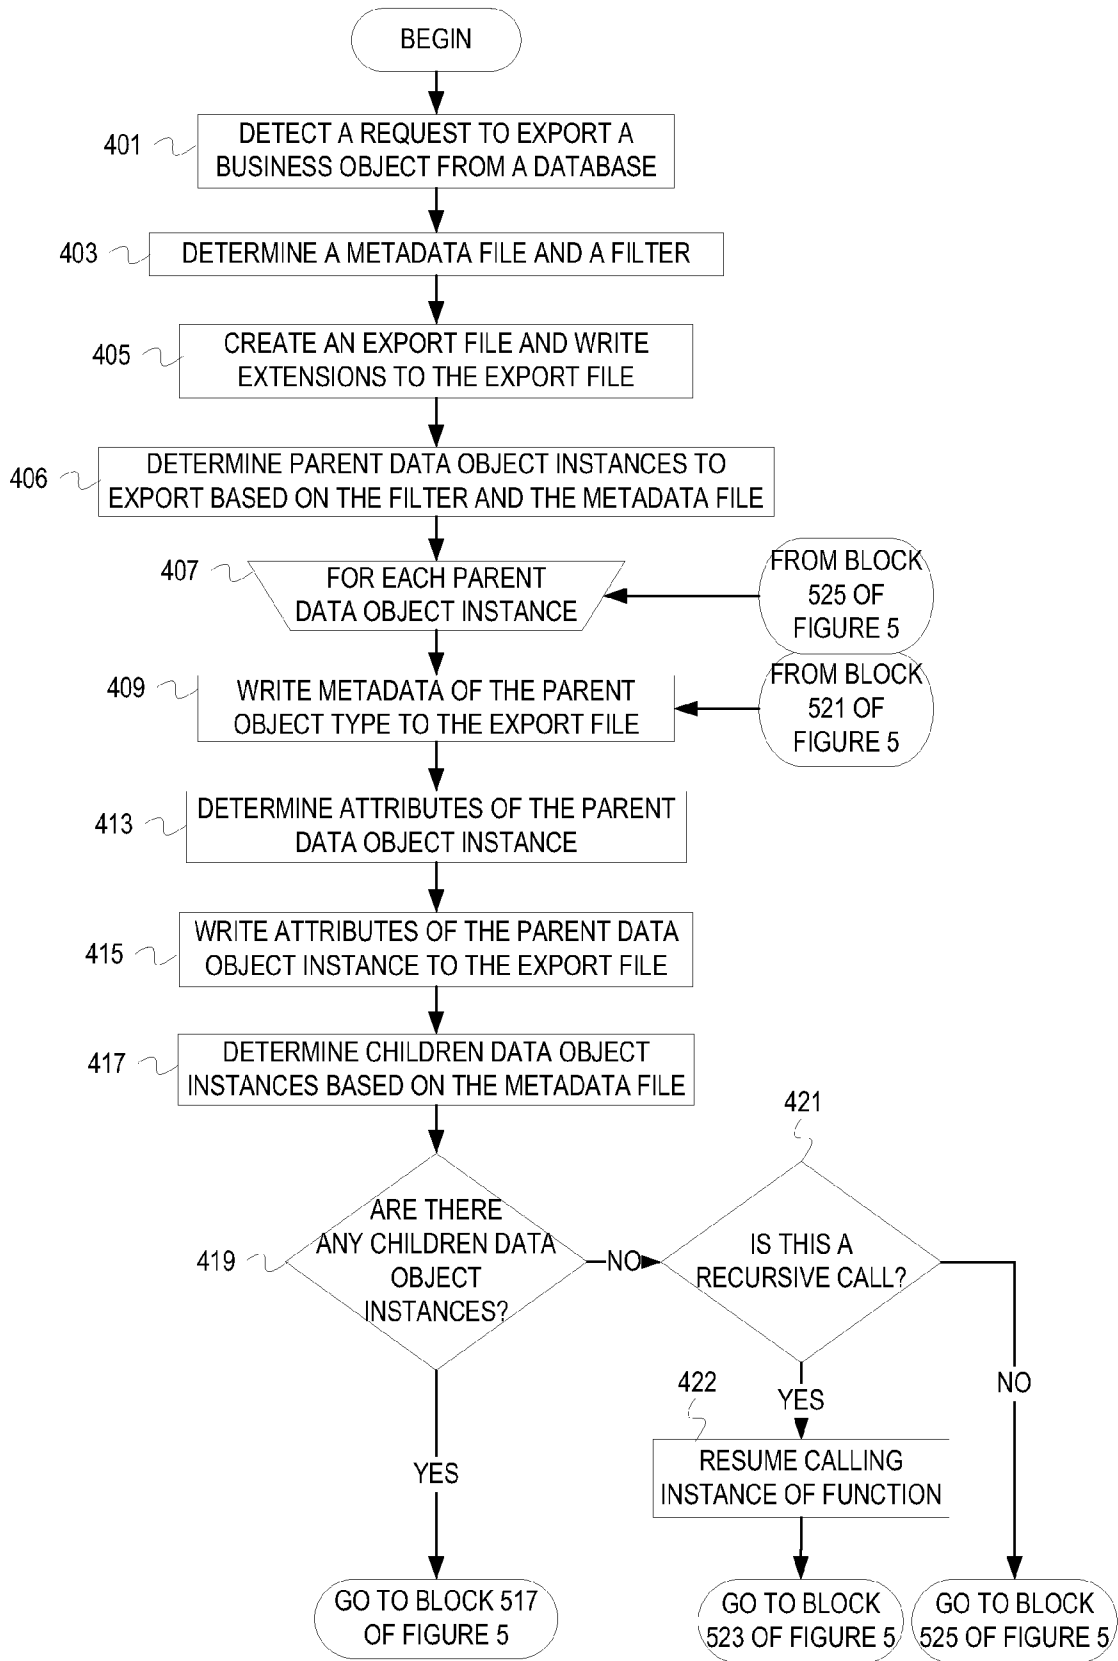 BEGIN
401
DETECT A REQUEST TO EXPORT A
BUSINESS OBJECT FROM A DATABASE
403
DETERMINE A METADATA FILE AND A FILTER
405
CREATE AN EXPORT FILE AND WRITE
EXTENSIONS TO THE EXPORT FILE
406
DETERMINE PARENT DATA OBJECT INSTANCES TO
EXPORT BASED ON THE FILTER AND THE METADATA FILE
407
FOR EACH PARENT
DATA OBJECT INSTANCE
FROM BLOCK
525 OF
FIGURE 5
409
WRITE METADATA OF THE PARENT
OBJECT TYPE TO THE EXPORT FILE
FROM BLOCK
521 OF
FIGURE 5
413
DETERMINE ATTRIBUTES OF THE PARENT
DATA OBJECT INSTANCE
415
WRITE ATTRIBUTES OF THE PARENT DATA
OBJECT INSTANCE TO THE EXPORT FILE
417
DETERMINE CHILDREN DATA OBJECT
INSTANCES BASED ON THE METADATA FILE
419
ARE THERE
ANY CHILDREN DATA
OBJECT
INSTANCES?
NO
421
IS THIS A
RECURSIVE CALL?
YES
NO
422
RESUME CALLING
INSTANCE OF FUNCTION
YES
GO TO BLOCK 517
OF FIGURE 5
GO TO BLOCK
523 OF FIGURE 5
GO TO BLOCK
525 OF FIGURE 5